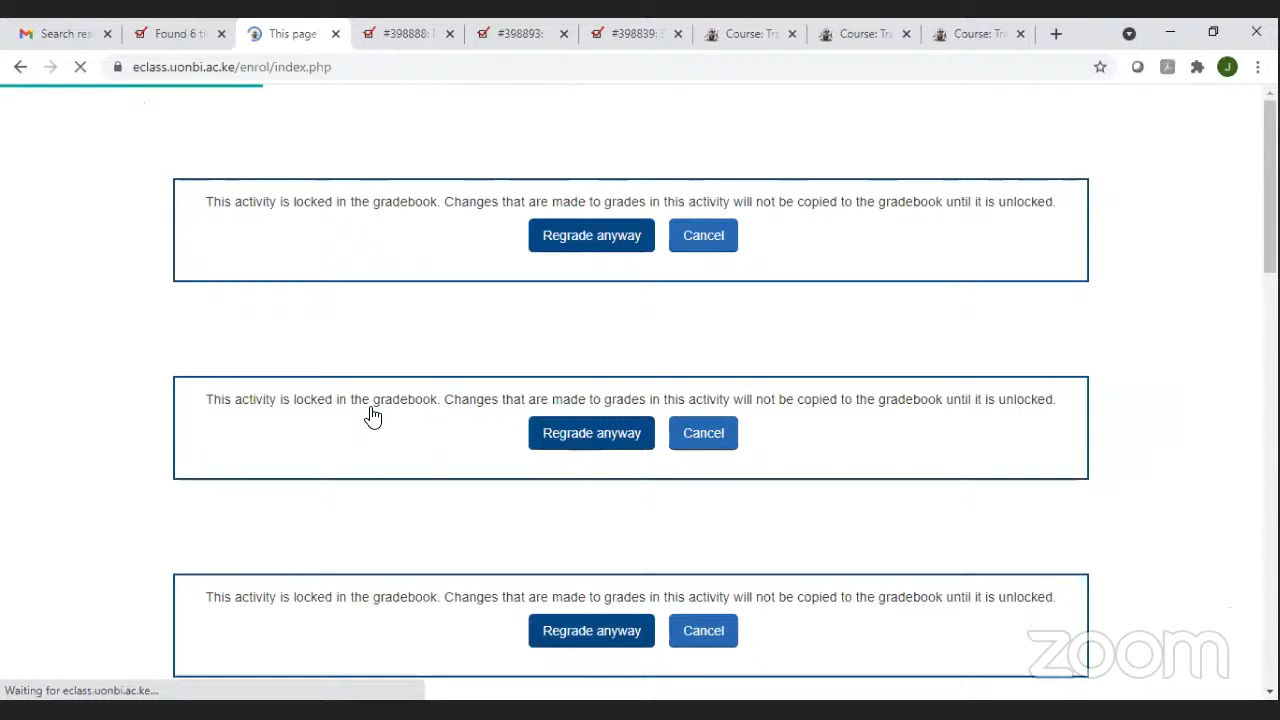 Search res
Found 6 ti
This page
#398888:
#398893:
#398839:
Course: Tra
Course: Tra
Course: Tra
eclass.uonbi.ac.ke/enrol/index.php
J
This activity is locked in the gradebook. Changes that are made to grades in this activity will not be copied to the gradebook until it is unlocked.
Regrade anyway Cancel
This activity is locked in the gradebook. Changes that are made to grades in this activity will not be copied to the gradebook until it is unlocked.
Regrade anyway Cancel
This activity is locked in the gradebook. Changes that are made to grades in this activity will not be copied to the gradebook until it is unlocked.
Regrade anyway Cancel
zoom
Waiting for eclass.uonbi.ac.ke...